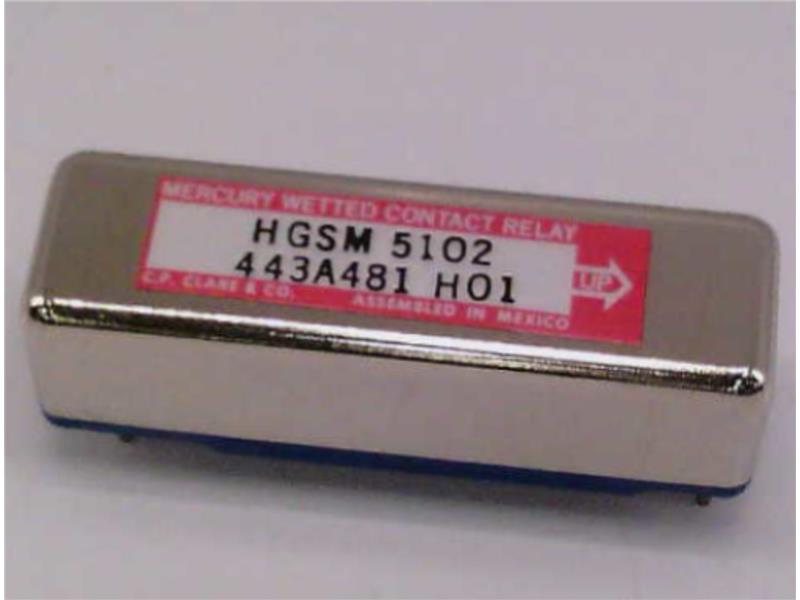 MERCURY WETTED CONTACT RELAY
HGSM 5102
443A481 H01
UP
C.P. CLARE & CO. ASSEMBLED IN MEXICO